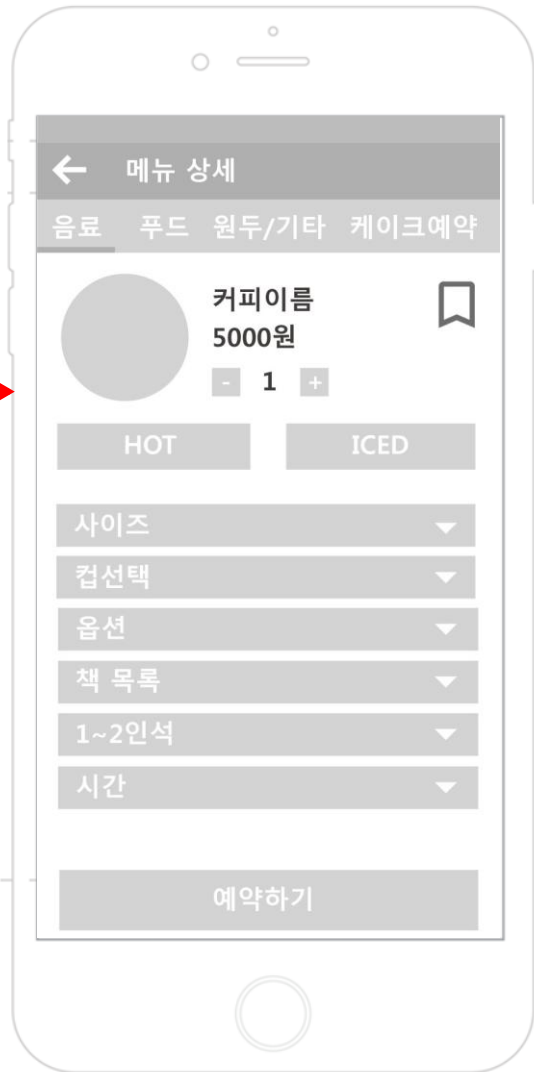 메뉴 상세
음료 푸드 원두/기타 케이크예약
커피이름
5000원
- 1 +
HOT ICED
사이즈
컵선택
옵션
책 목록
1~2인석
시간
예약하기